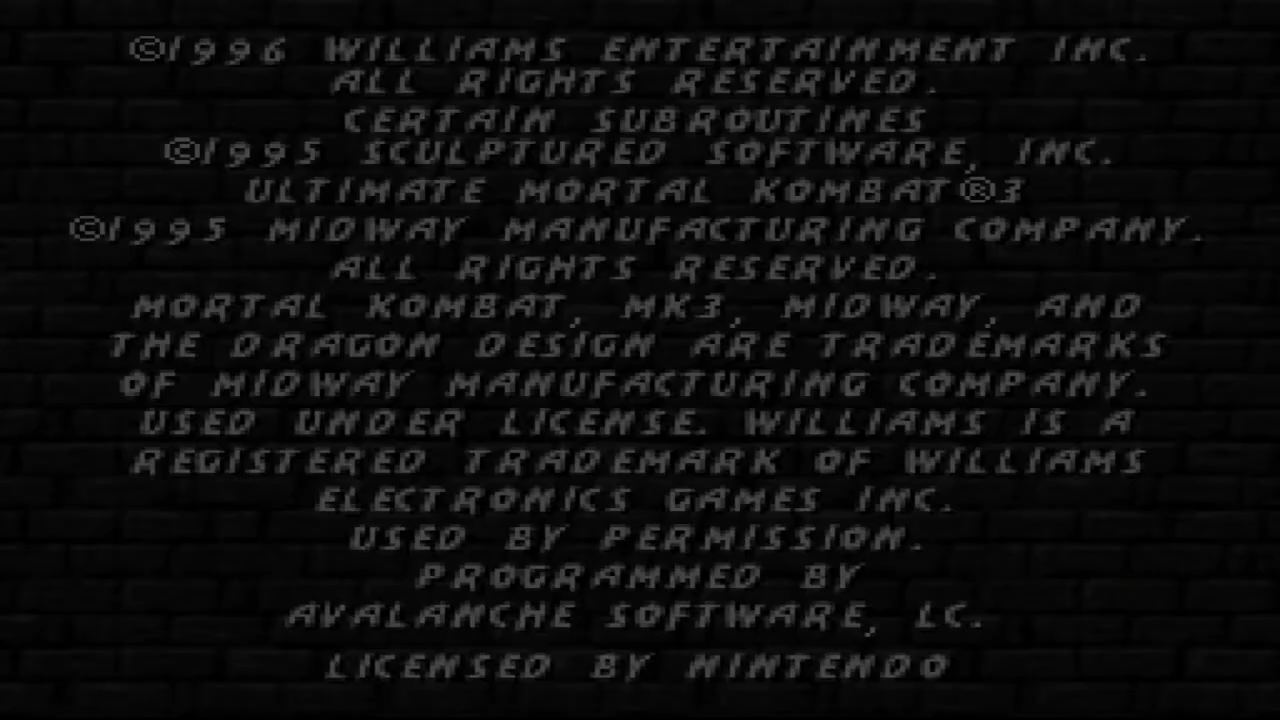 ©1996 WILLIAMS ENTERTAINMENT INC.
ALL RIGHTS RESERVED.
CERTAIN SUBROUTINES
©1995 SCULPTURED SOFTWARE, INC.
ULTIMATE MORTAL KOMBAT®3
©1995 MIDWAY MANUFACTURING COMPANY.
ALL RIGHTS RESERVED.
MORTAL KOMBAT, MK3, MIDWAY, AND
THE DRAGON DESIGN ARE TRADEMARKS
OF MIDWAY MANUFACTURING COMPANY.
USED UNDER LICENSE. WILLIAMS IS A
REGISTERED TRADEMARK OF WILLIAMS
ELECTRONICS GAMES INC.
USED BY PERMISSION.
PROGRAMMED BY
AVALANCHE SOFTWARE, LC.
LICENSED BY NINTENDO